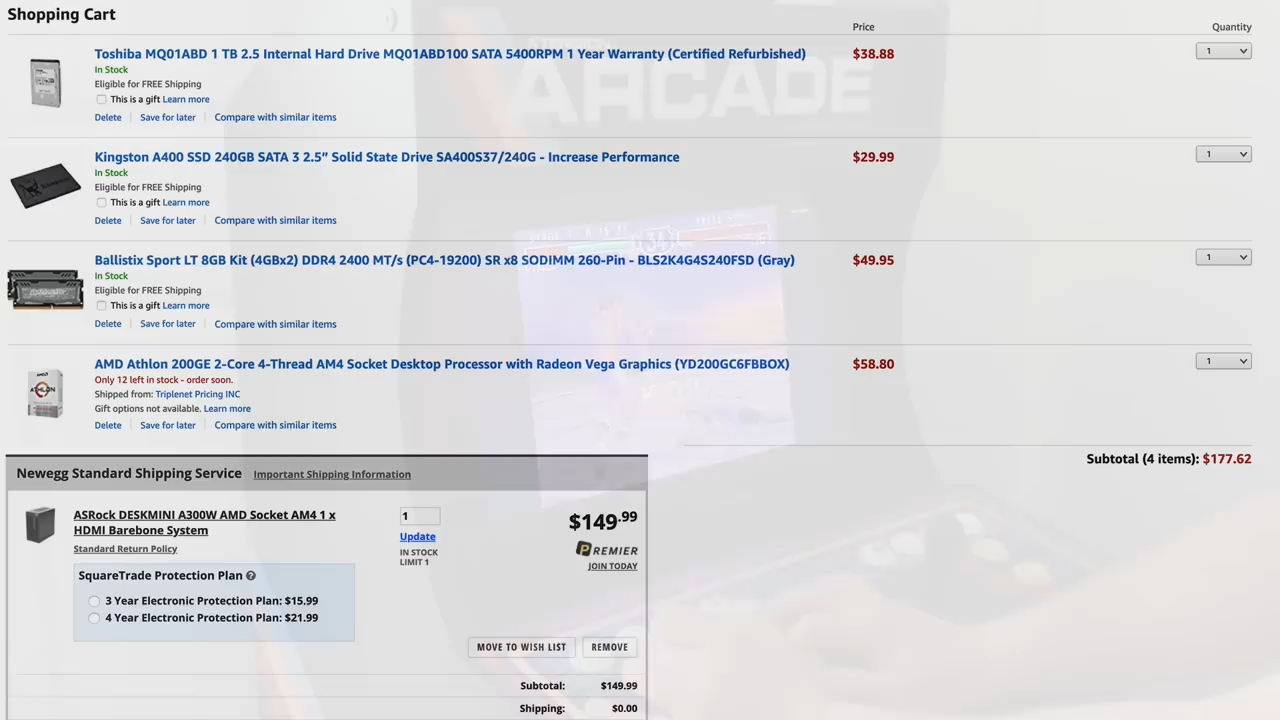 Shopping Cart
Price
Quantity
Toshiba MQ01ABD 1 TB 2.5 Internal Hard Drive MQ01ABD100 SATA 5400RPM 1 Year Warranty (Certified Refurbished)
$38.88
1
In Stock
Eligible for FREE Shipping
This is a gift Learn more
Delete
Save for later
Compare with similar items
ARCADE
Kingston A400 SSD 240GB SATA 3 2.5″ Solid State Drive SA400S37/240G - Increase Performance
$29.99
1
In Stock
Eligible for FREE Shipping
This is a gift Learn more
Delete
Save for later
Compare with similar items
Ballistix Sport LT 8GB Kit (4GBx2) DDR4 2400 MT/s (PC4-19200) SR x8 SODIMM 260-Pin - BLS2K4G4S240FSD (Gray)
$49.95
1
In Stock
Eligible for FREE Shipping
This is a gift Learn more
Delete
Save for later
Compare with similar items
AMD Athlon 200GE 2-Core 4-Thread AM4 Socket Desktop Processor with Radeon Vega Graphics (YD200GC6FBBOX)
$58.80
1
Only 12 left in stock - order soon.
Shipped from: Triplenet Pricing INC
Gift options not available. Learn more
Delete
Save for later
Compare with similar items
Subtotal (4 items): $177.62
Newegg Standard Shipping Service
Important Shipping Information
ASRock DESKMINI A300W AMD Socket AM4 1 x
HDMI Barebone System
Standard Return Policy
1
Update
IN STOCK
LIMIT 1
$149.99
PREMIER
JOIN TODAY
SquareTrade Protection Plan
3 Year Electronic Protection Plan: $15.99
4 Year Electronic Protection Plan: $21.99
MOVE TO WISH LIST
REMOVE
Subtotal:
$149.99
Shipping:
$0.00